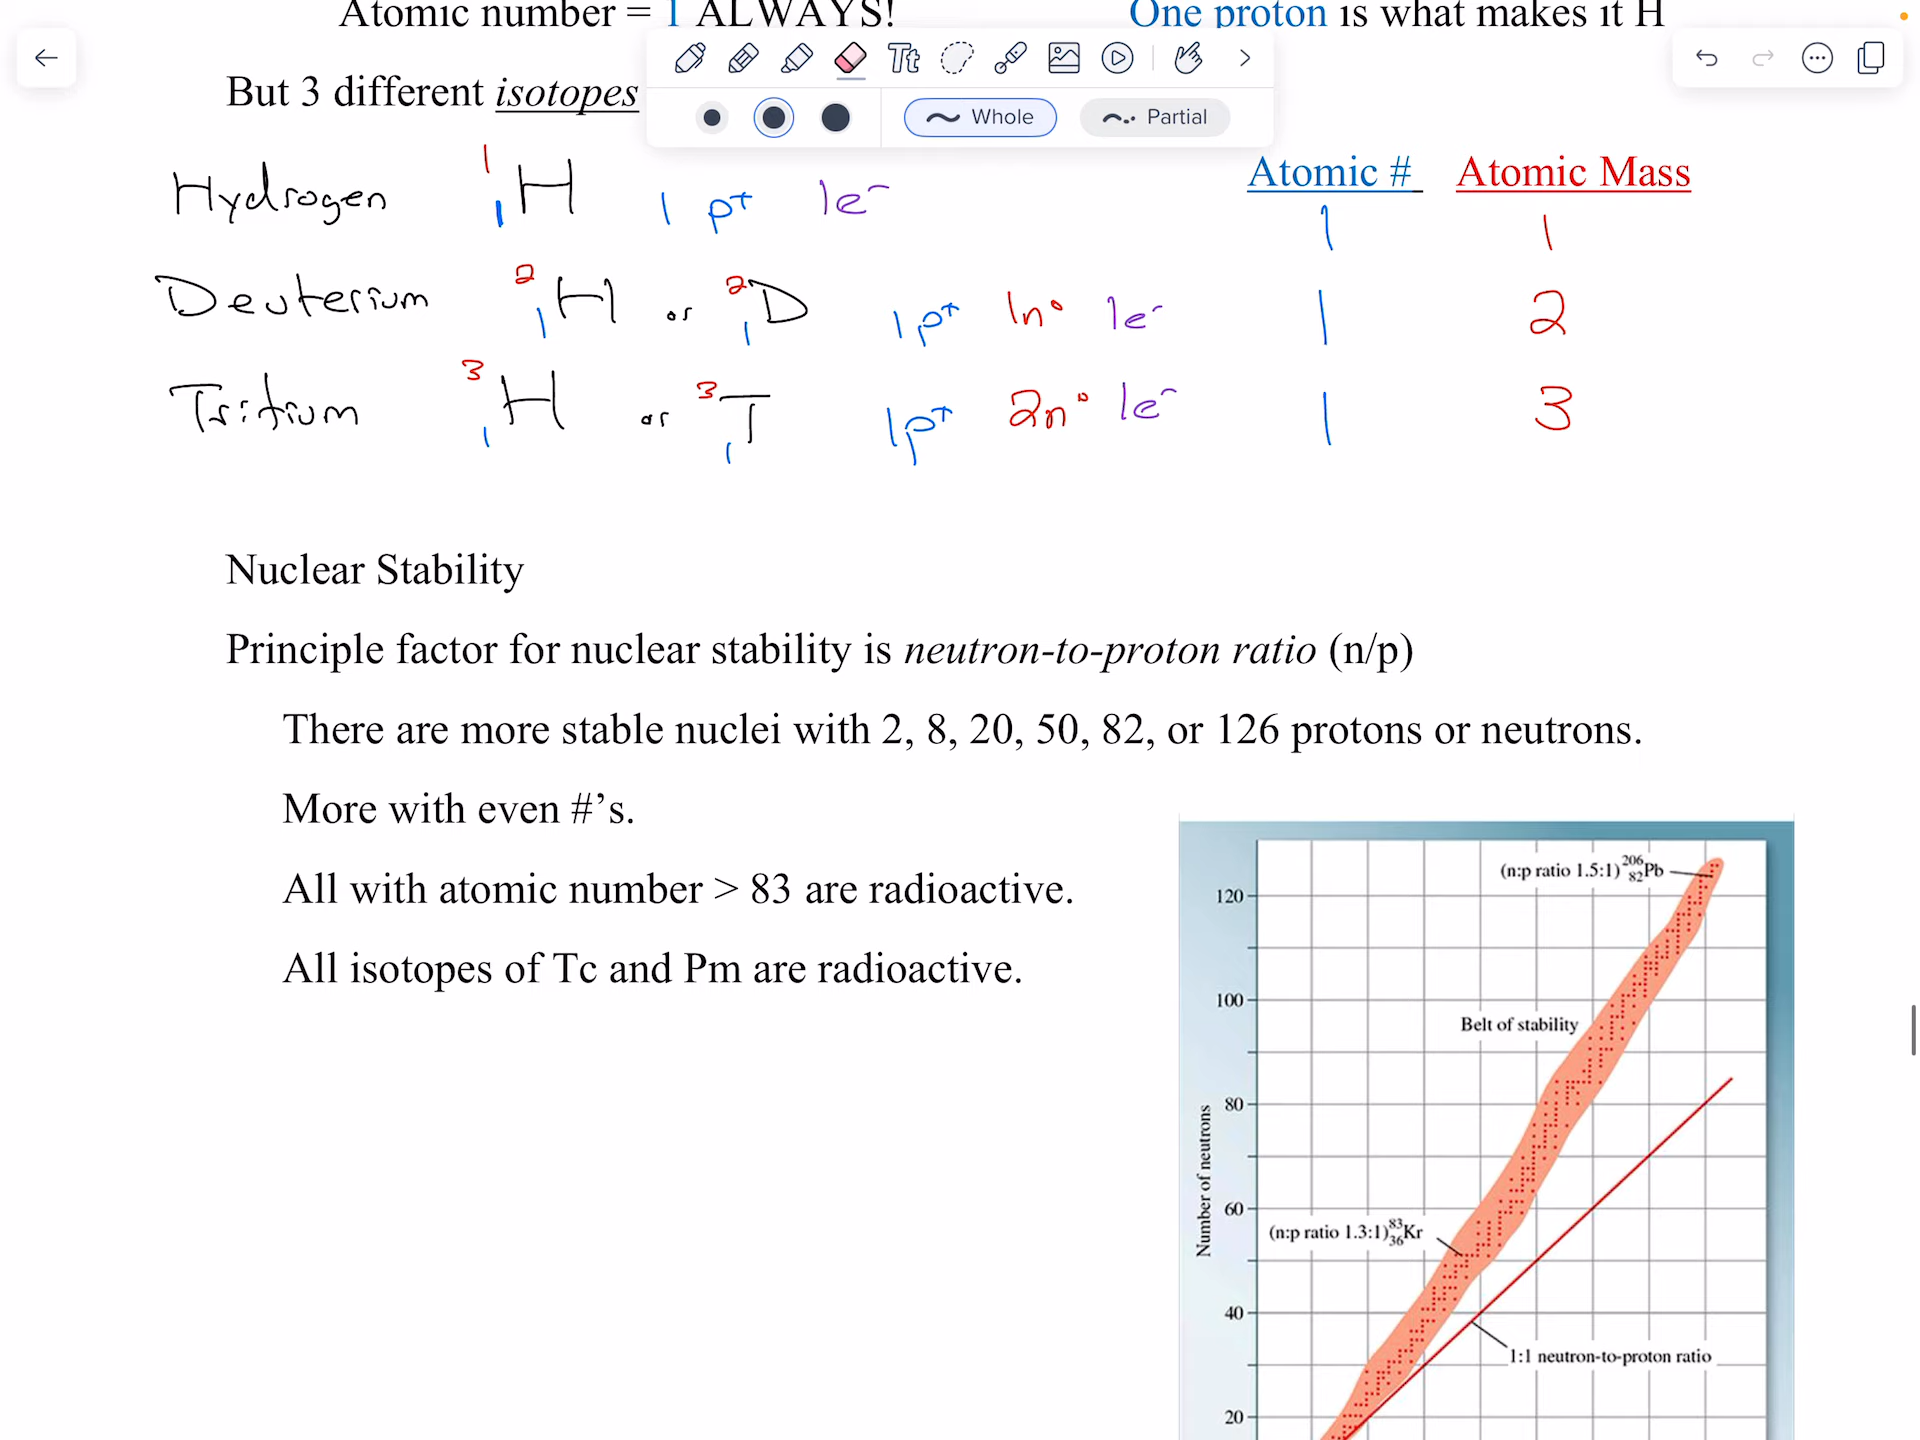 Atomic number = 1 ALWAYS! One proton is what makes it H
But 3 different isotopes
Tt
Whole Partial
Atomic # Atomic Mass
Hydrogen ¹₁H 1 p⁺ 1e⁻ 1 1
Deuterium ²₁H or ²₁D 1p⁺ 1n⁰ 1e⁻ 1 2
Tritium ³₁H or ³₁T 1p⁺ 2n⁰ 1e⁻ 1 3
Nuclear Stability
Principle factor for nuclear stability is neutron-to-proton ratio (n/p)
There are more stable nuclei with 2, 8, 20, 50, 82, or 126 protons or neutrons.
More with even #’s.
All with atomic number > 83 are radioactive.
All isotopes of Tc and Pm are radioactive.
(n:p ratio 1.5:1) ²⁰⁶₈₂Pb
120
100
Belt of stability
80
Number of neutrons
60
(n:p ratio 1.3:1) ⁸³₃₆Kr
40
1:1 neutron-to-proton ratio
20